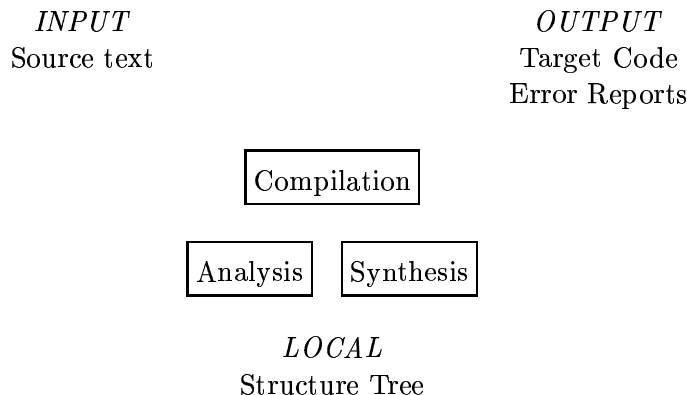 INPUT
Source text
OUTPUT
Target Code
Error Reports
Compilation
Analysis
Synthesis
LOCAL
Structure Tree